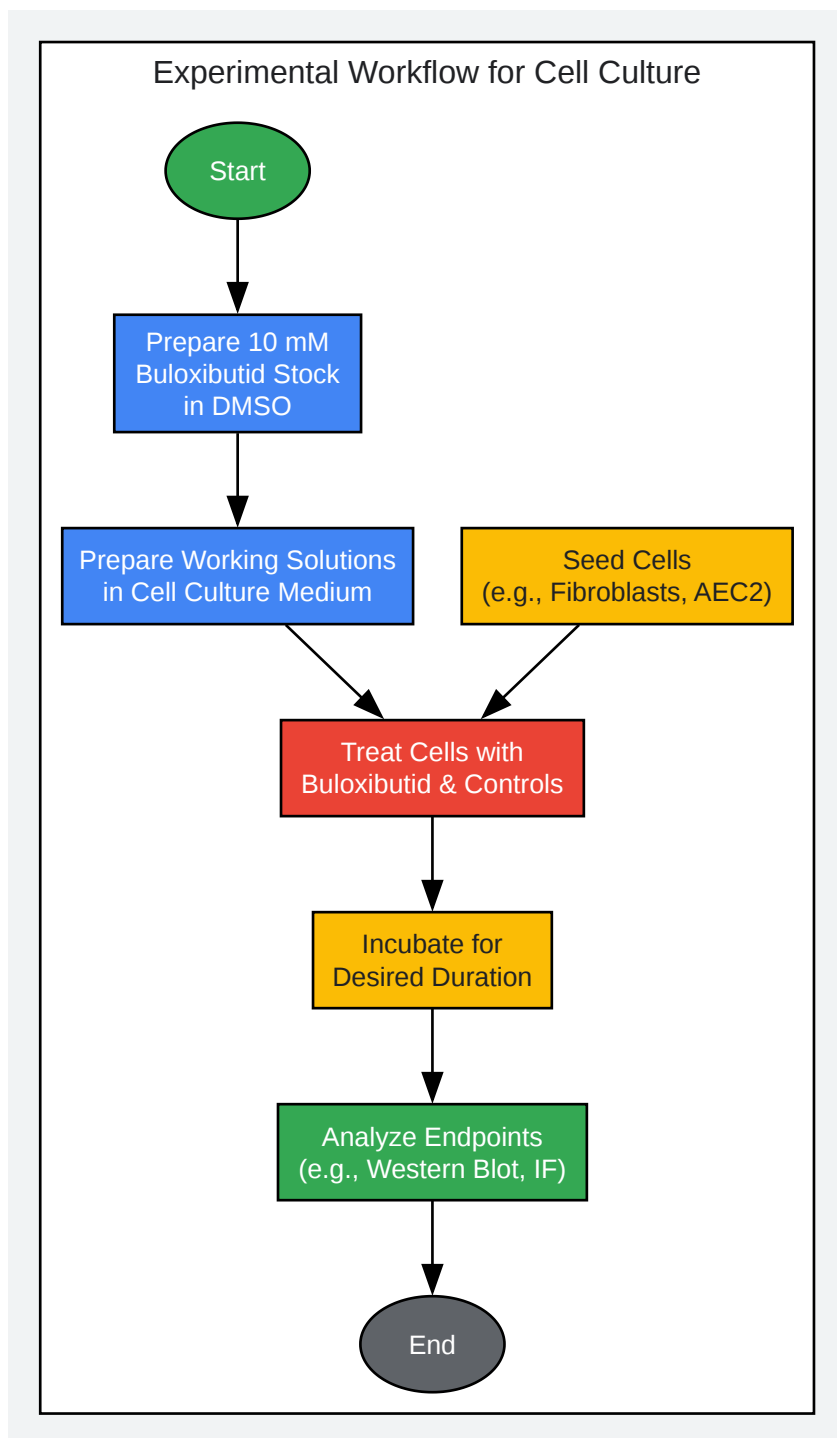 Experimental Workflow for Cell Culture
Start
Prepare 10 mM
Buloxibutid Stock
in DMSO
Prepare Working Solutions
in Cell Culture Medium
Seed Cells
(e.g., Fibroblasts, AEC2)
Treat Cells with
Buloxibutid & Controls
Incubate for
Desired Duration
Analyze Endpoints
(e.g., Western Blot, IF)
End